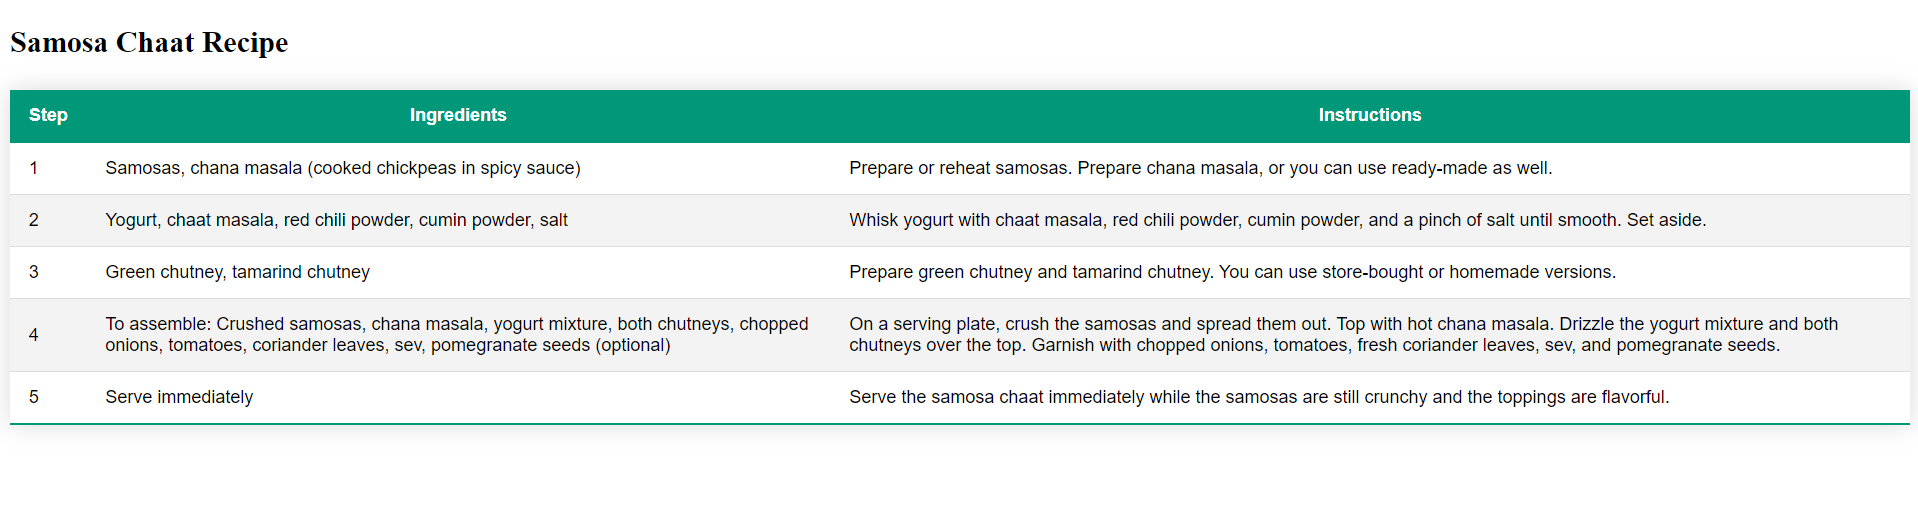 Samosa Chaat Recipe
Step Ingredients Instructions
1 Samosas, chana masala (cooked chickpeas in spicy sauce) Prepare or reheat samosas. Prepare chana masala, or you can use ready-made as well.
2 Yogurt, chaat masala, red chili powder, cumin powder, salt Whisk yogurt with chaat masala, red chili powder, cumin powder, and a pinch of salt until smooth. Set aside.
3 Green chutney, tamarind chutney Prepare green chutney and tamarind chutney. You can use store-bought or homemade versions.
4 To assemble: Crushed samosas, chana masala, yogurt mixture, both chutneys, chopped
onions, tomatoes, coriander leaves, sev, pomegranate seeds (optional)
On a serving plate, crush the samosas and spread them out. Top with hot chana masala. Drizzle the yogurt mixture and both
chutneys over the top. Garnish with chopped onions, tomatoes, fresh coriander leaves, sev, and pomegranate seeds.
5 Serve immediately Serve the samosa chaat immediately while the samosas are still crunchy and the toppings are flavorful.